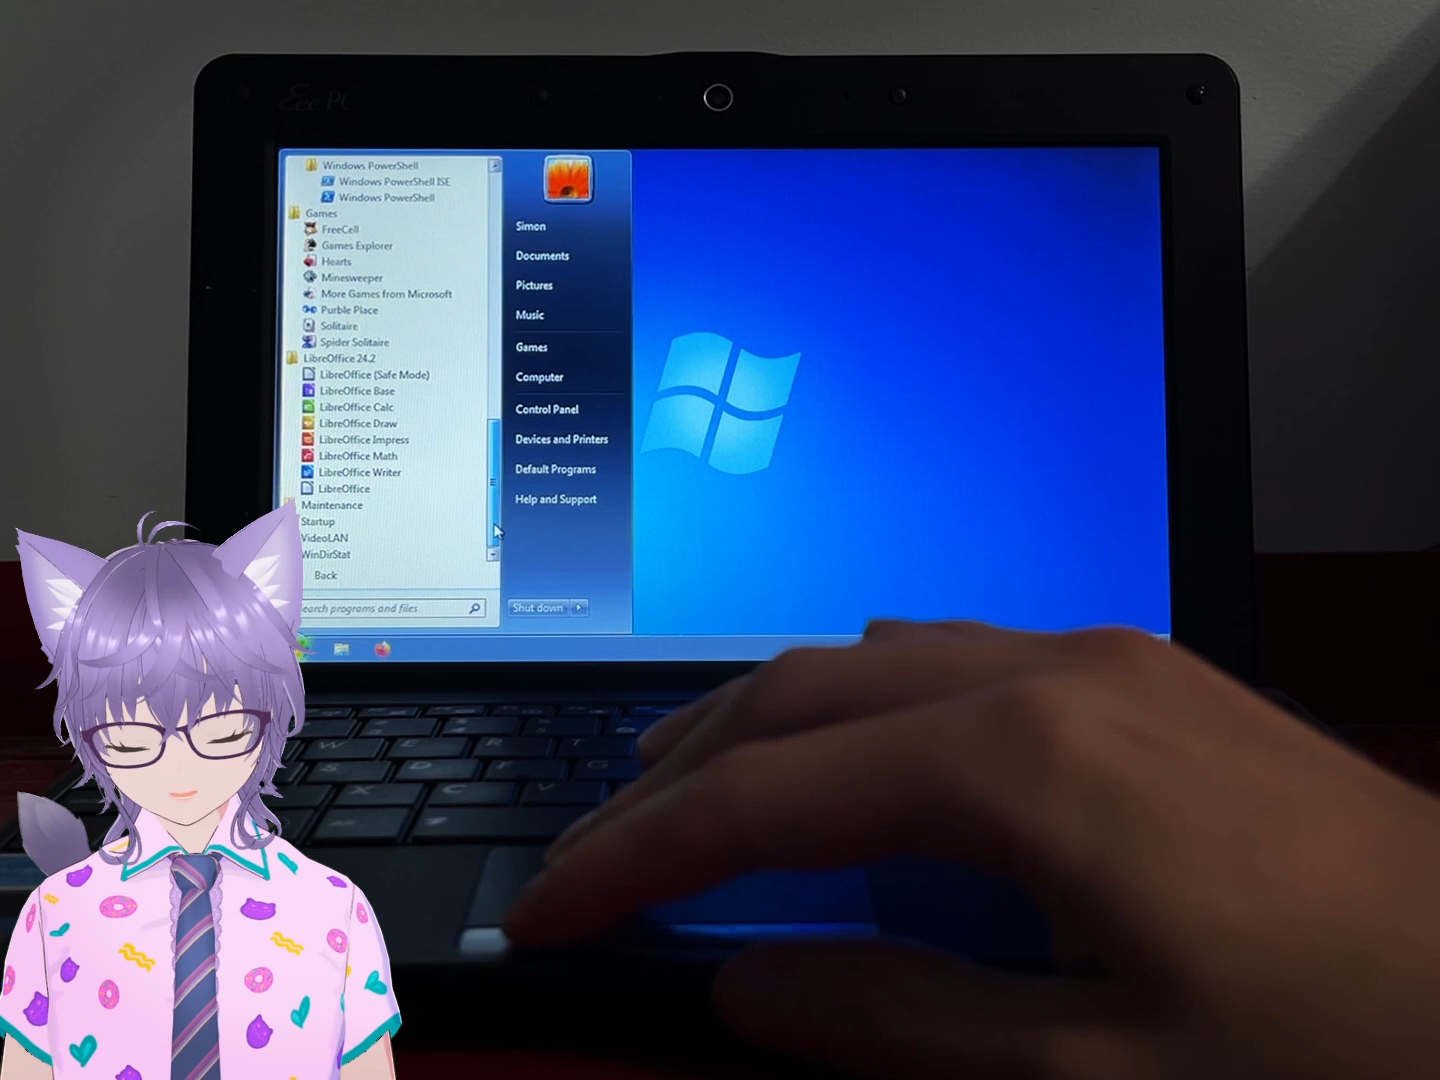 Eee PC
Windows PowerShell
Windows PowerShell ISE
Windows PowerShell
Games
FreeCell
Games Explorer
Hearts
Minesweeper
More Games from Microsoft
Purble Place
Solitaire
Spider Solitaire
LibreOffice 24.2
LibreOffice (Safe Mode)
LibreOffice Base
LibreOffice Calc
LibreOffice Draw
LibreOffice Impress
LibreOffice Math
LibreOffice Writer
LibreOffice
Maintenance
Startup
VideoLAN
WinDirStat
Back
Search programs and files
Simon
Documents
Pictures
Music
Games
Computer
Control Panel
Devices and Printers
Default Programs
Help and Support
Shut down
W E R T
S D F G
X C V